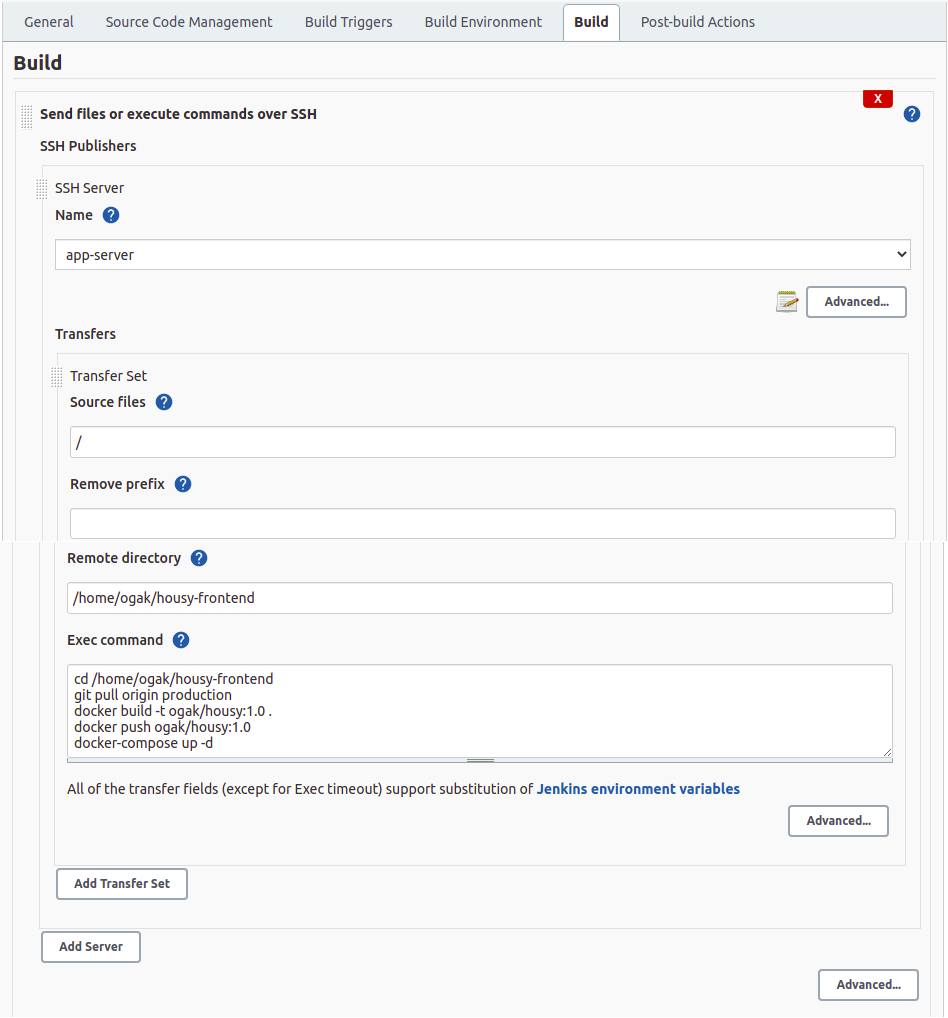 General Source Code Management Build Triggers Build Environment Build Post-build Actions
Build
X
Send files or execute commands over SSH ?
SSH Publishers
SSH Server
Name ?
app-server
Advanced...
Transfers
Transfer Set
Source files ?
/
Remove prefix ?
Remote directory ?
/home/ogak/housy-frontend
Exec command ?
cd /home/ogak/housy-frontend
git pull origin production
docker build -t ogak/housy:1.0 .
docker push ogak/housy:1.0
docker-compose up -d
All of the transfer fields (except for Exec timeout) support substitution of Jenkins environment variables
Advanced...
Add Transfer Set
Add Server
Advanced...